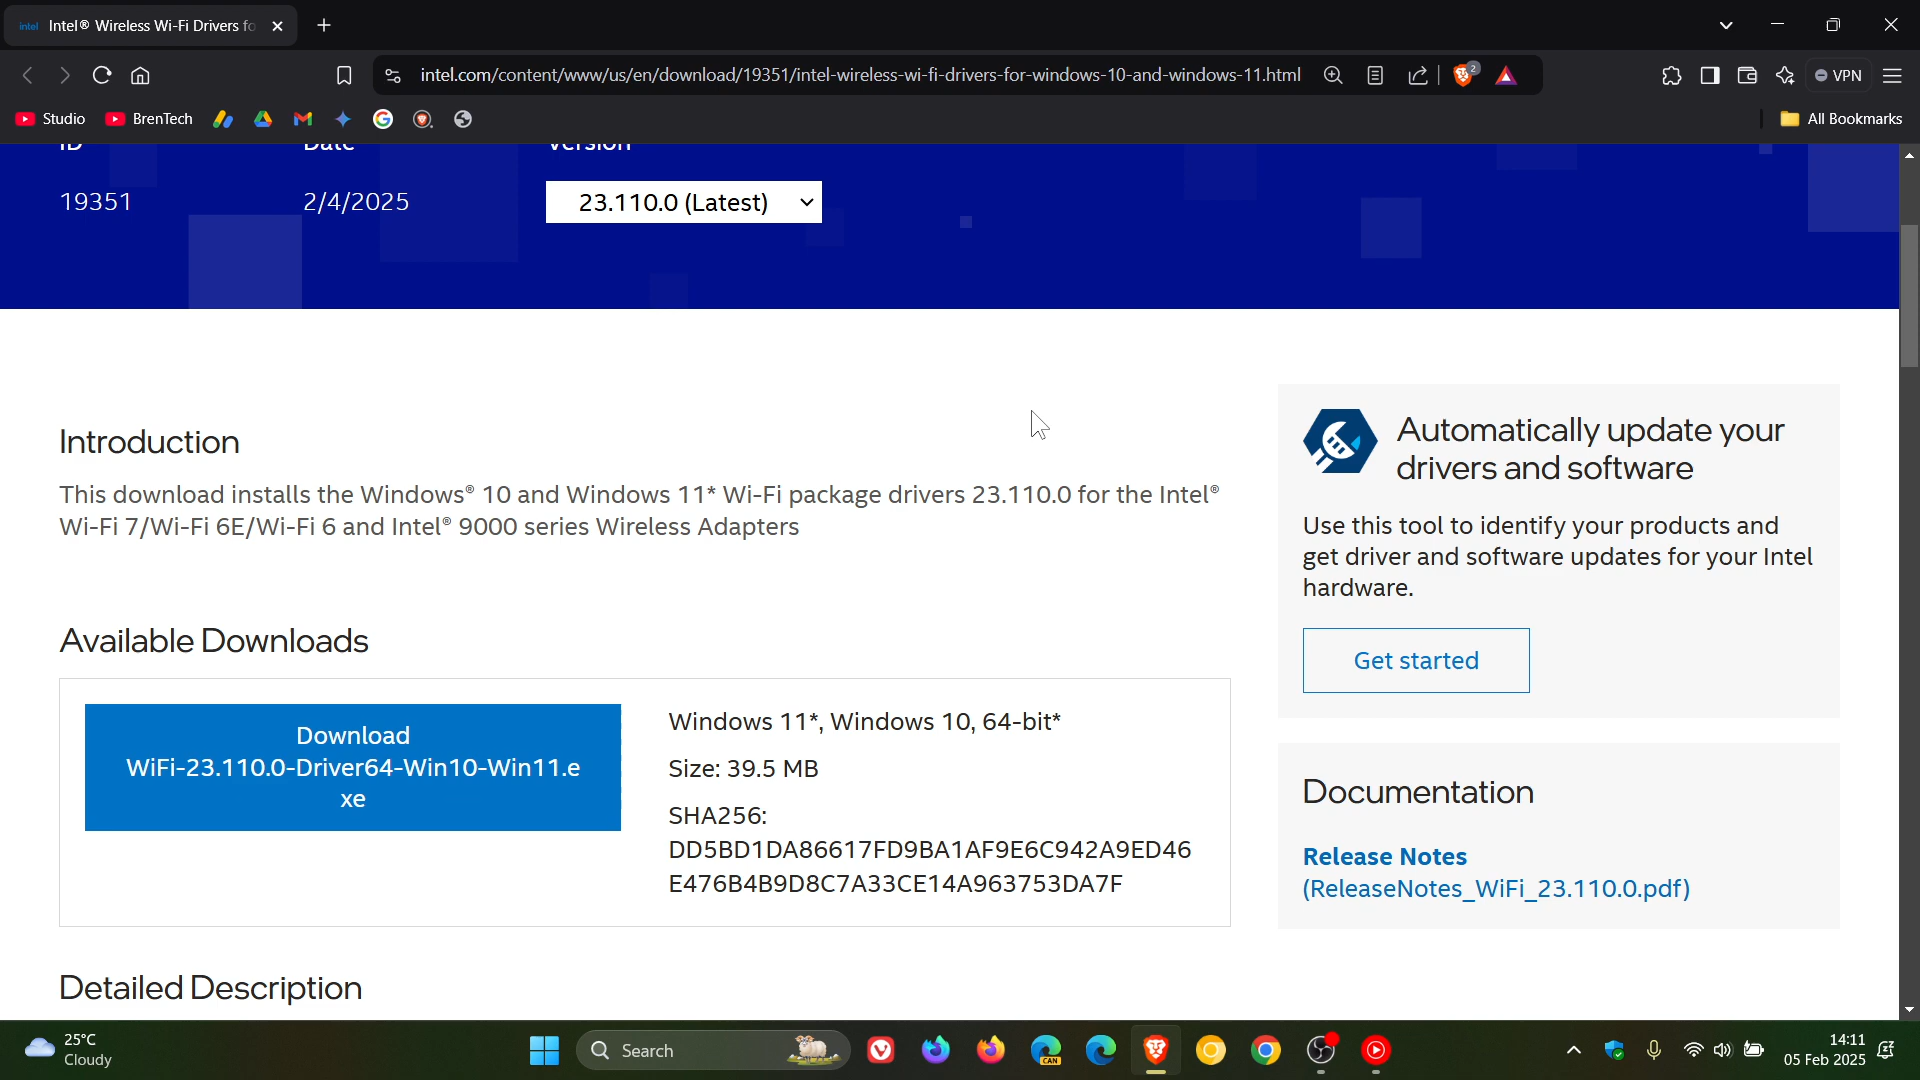 intel Intel® Wireless Wi-Fi Drivers fo
intel.com/content/www/us/en/download/19351/intel-wireless-wi-fi-drivers-for-windows-10-and-windows-11.html
2
VPN
Studio
BrenTech
All Bookmarks
ID
Date
Version
19351
2/4/2025
23.110.0 (Latest)
Introduction
This download installs the Windows® 10 and Windows 11* Wi-Fi package drivers 23.110.0 for the Intel®
Wi-Fi 7/Wi-Fi 6E/Wi-Fi 6 and Intel® 9000 series Wireless Adapters
Available Downloads
Download
WiFi-23.110.0-Driver64-Win10-Win11.e
xe
Windows 11*, Windows 10, 64-bit*
Size: 39.5 MB
SHA256:
DD5BD1DA86617FD9BA1AF9E6C942A9ED46
E476B4B9D8C7A33CE14A963753DA7F
Detailed Description
Automatically update your
drivers and software
Use this tool to identify your products and
get driver and software updates for your Intel
hardware.
Get started
Documentation
Release Notes
(ReleaseNotes_WiFi_23.110.0.pdf)
25°C
Cloudy
Search
CAN
14:11
05 Feb 2025